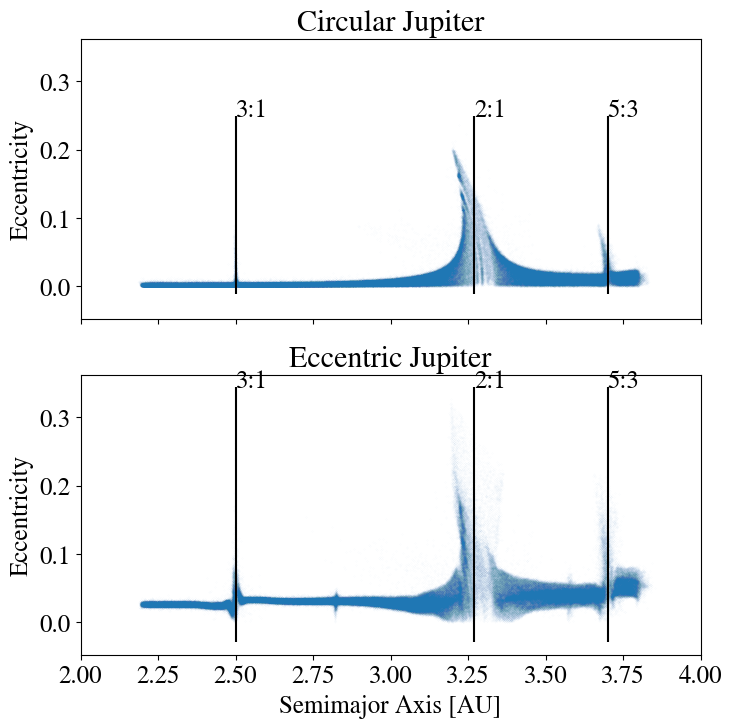 Circular Jupiter
Eccentricity
0.3
0.2
0.1
0.0
3:1
2:1
5:3
Eccentric Jupiter
Eccentricity
0.3
0.2
0.1
0.0
3:1
2:1
5:3
2.00 2.25 2.50 2.75 3.00 3.25 3.50 3.75 4.00
Semimajor Axis [AU]